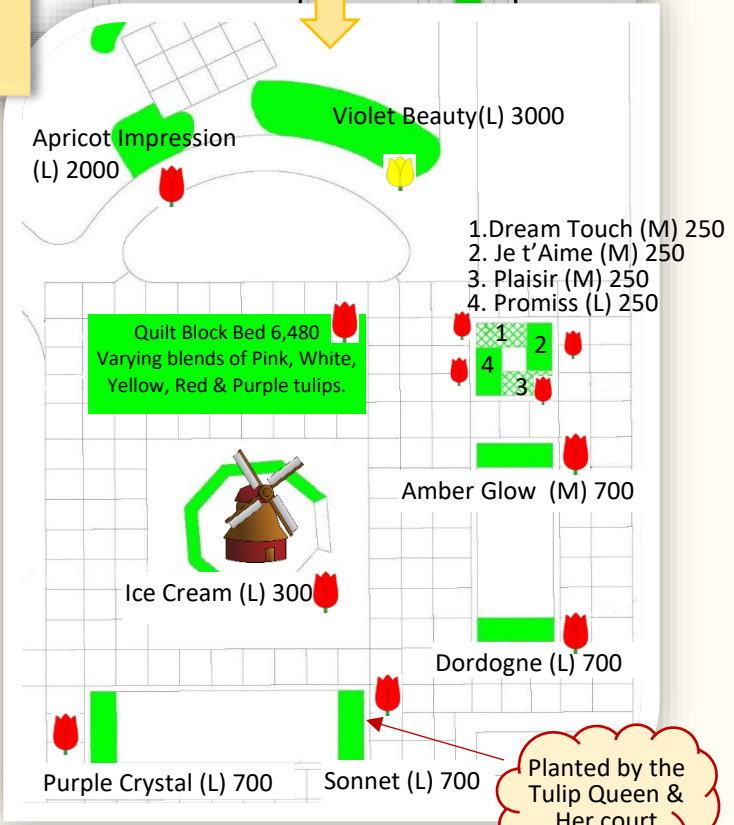 Violet Beauty(L) 3000
Apricot Impression
(L) 2000
1.Dream Touch (M) 250
2. Je t’Aime (M) 250
3. Plaisir (M) 250
4. Promiss (L) 250
Quilt Block Bed 6,480
Varying blends of Pink, White,
Yellow, Red & Purple tulips.
1
2
4
3
Amber Glow (M) 700
Ice Cream (L) 300
Dordogne (L) 700
Purple Crystal (L) 700
Sonnet (L) 700
Planted by the
Tulip Queen &
Her court